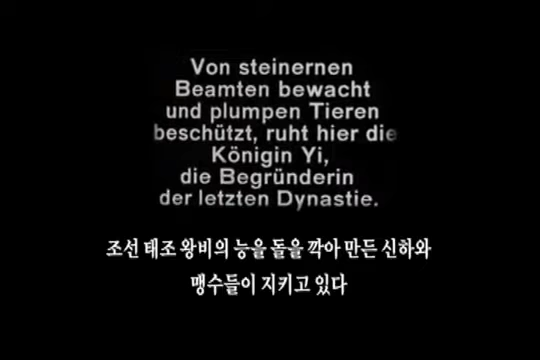 Von steinernen
Beamten bewacht
und plumpen Tieren
beschützt, ruht hier die
Königin Yi,
die Begründerin
der letzten Dynastie.
조선 태조 왕비의 능을 돌을 깍아 만든 신하와
맹수들이 지키고 있다